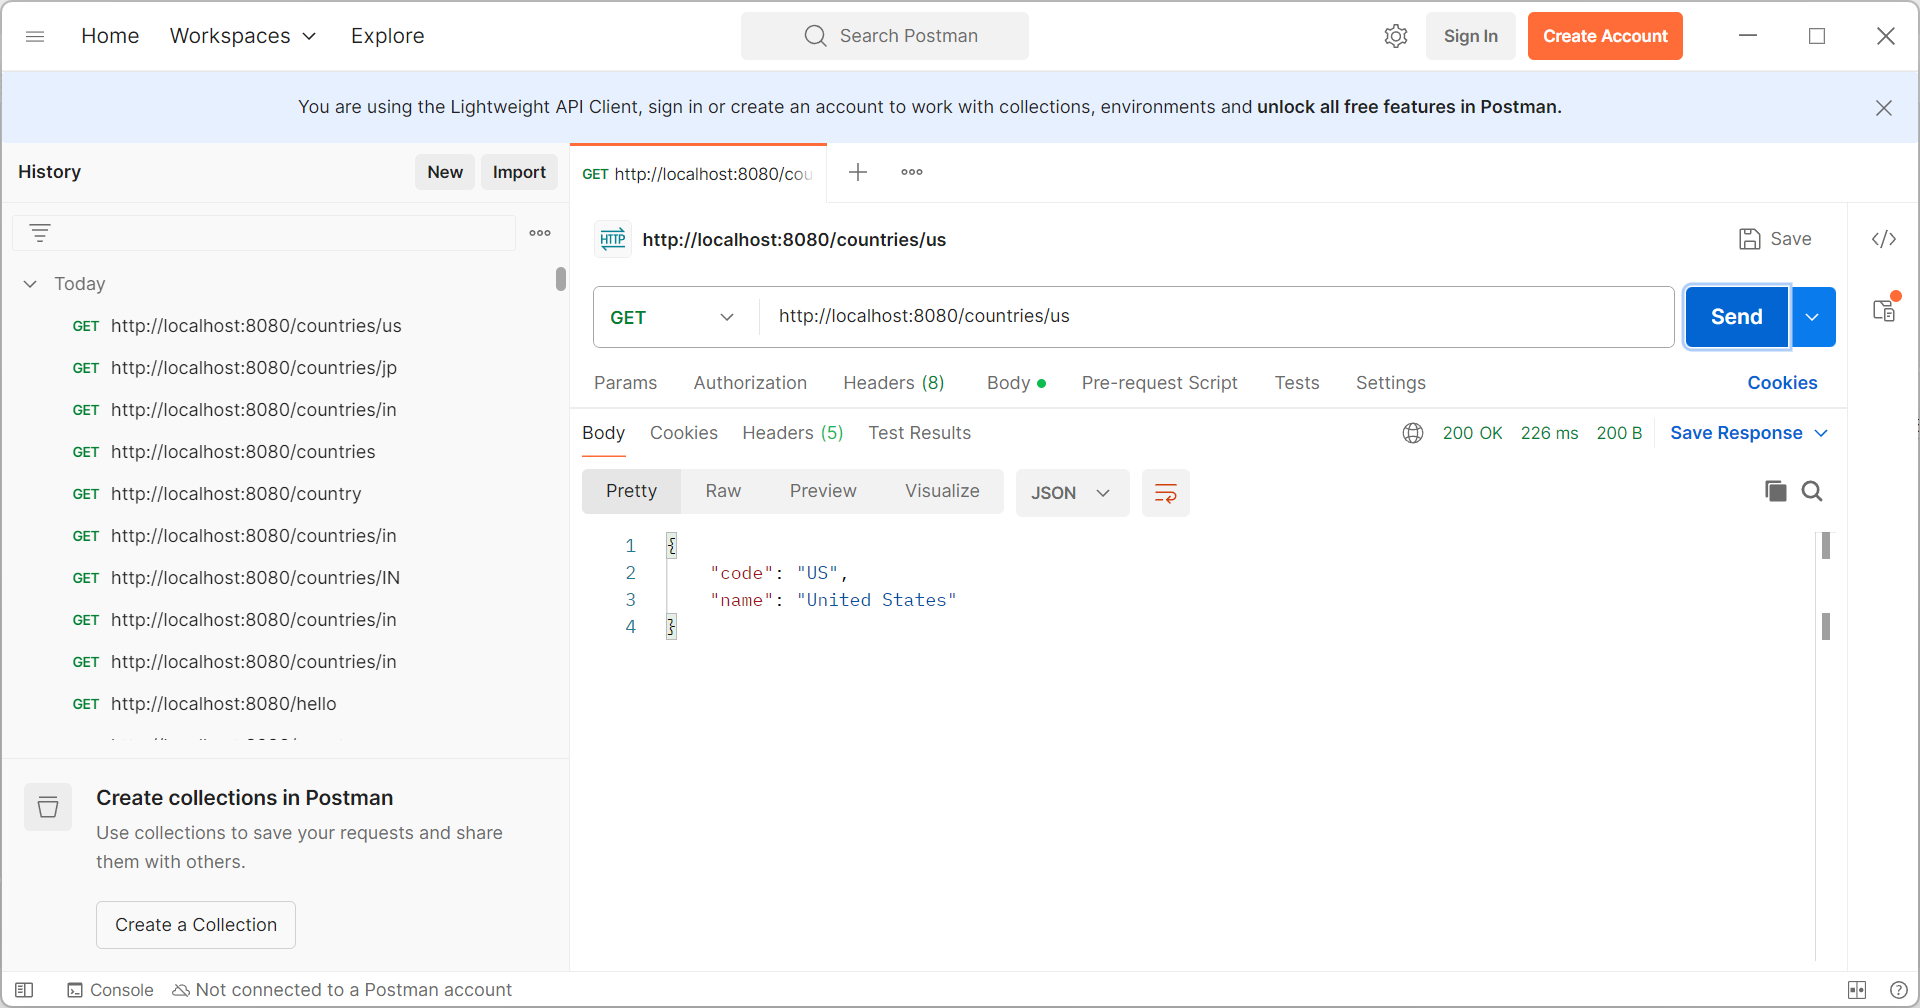 Home Workspaces Explore Search Postman Sign In Create Account
You are using the Lightweight API Client, sign in or create an account to work with collections, environments and unlock all free features in Postman.
History New Import
GET http://localhost:8080/cou
Today
GET http://localhost:8080/countries/us
GET http://localhost:8080/countries/jp
GET http://localhost:8080/countries/in
GET http://localhost:8080/countries
GET http://localhost:8080/country
GET http://localhost:8080/countries/in
GET http://localhost:8080/countries/IN
GET http://localhost:8080/countries/in
GET http://localhost:8080/countries/in
GET http://localhost:8080/hello
Create collections in Postman
Use collections to save your requests and share
them with others.
Create a Collection
HTTP http://localhost:8080/countries/us Save </>
GET http://localhost:8080/countries/us Send
Params Authorization Headers (8) Body Pre-request Script Tests Settings Cookies
Body Cookies Headers (5) Test Results 200 OK 226 ms 200 B Save Response
Pretty Raw Preview Visualize JSON
1 {
2 "code": "US",
3 "name": "United States"
4 }
Console Not connected to a Postman account